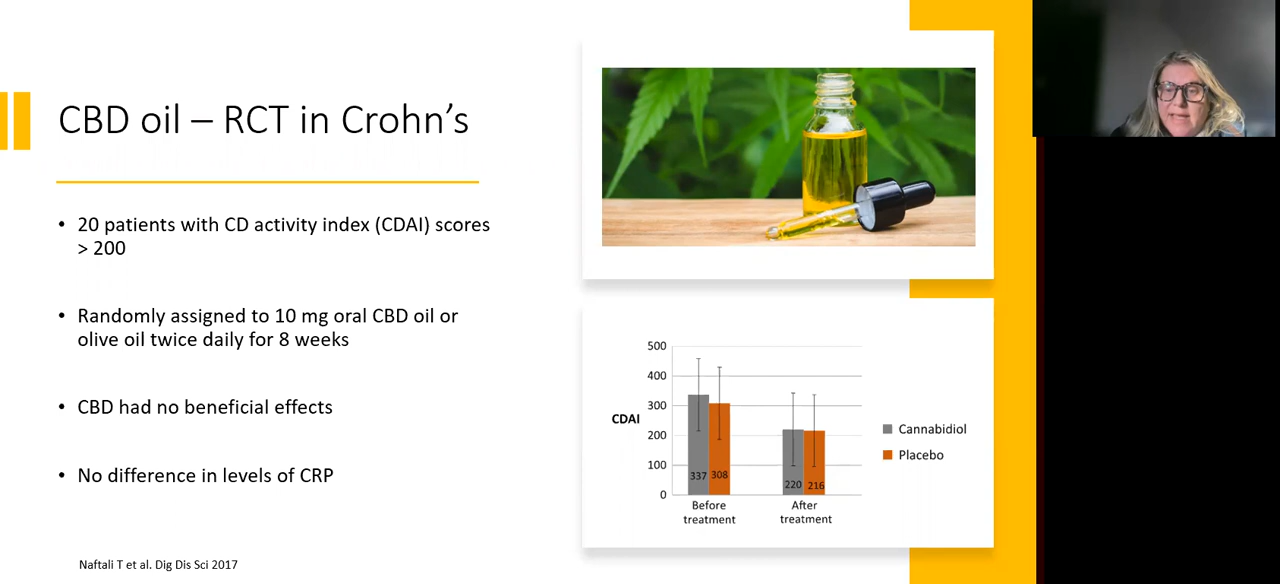 CBD oil – RCT in Crohn's
• 20 patients with CD activity index (CDAI) scores
> 200
• Randomly assigned to 10 mg oral CBD oil or
olive oil twice daily for 8 weeks
• CBD had no beneficial effects
• No difference in levels of CRP
Naftali T et al. Dig Dis Sci 2017
500
400
300
200
100
0
CDAI
337 308
220 216
Before
treatment
After
treatment
Cannabidiol
Placebo